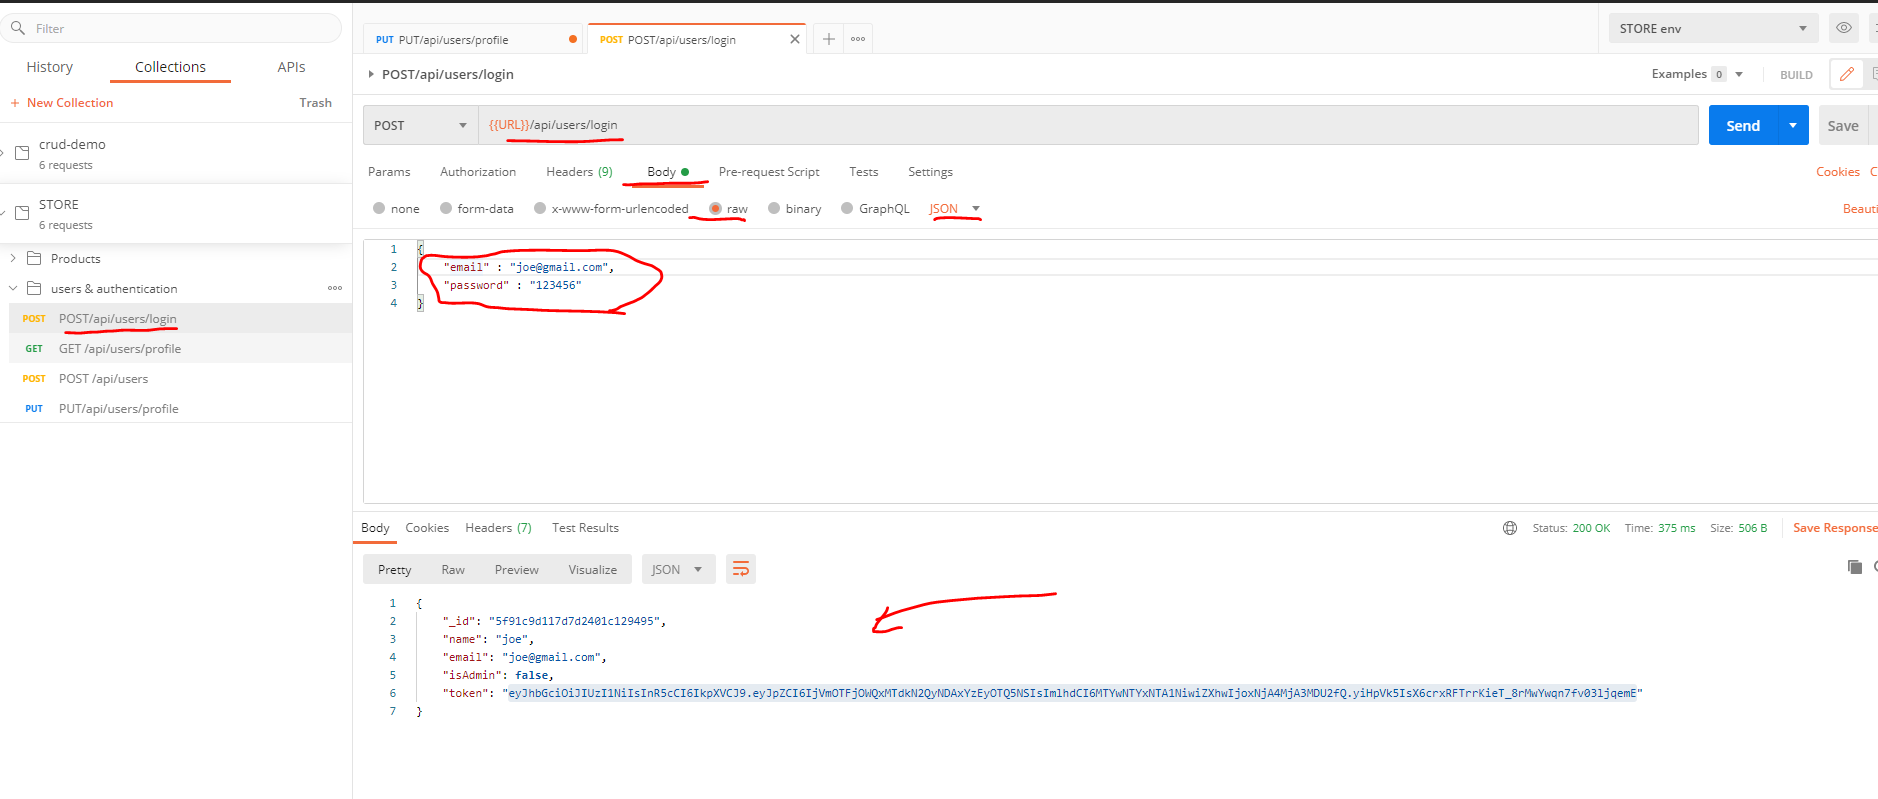 Filter
History Collections APIs
+ New Collection Trash
crud-demo
6 requests
STORE
6 requests
Products
users & authentication
POST POST/api/users/login
GET GET /api/users/profile
POST POST /api/users
PUT PUT/api/users/profile
PUT PUT/api/users/profile POST POST/api/users/login
STORE env
POST/api/users/login
Examples 0 BUILD
POST {{URL}}/api/users/login Send Save
Params Authorization Headers (9) Body Pre-request Script Tests Settings Cookies C
none form-data x-www-form-urlencoded raw binary GraphQL JSON Beauti
1 {
2 "email" : "joe@gmail.com",
3 "password" : "123456"
4 }
Body Cookies Headers (7) Test Results Status: 200 OK Time: 375 ms Size: 506 B Save Response
Pretty Raw Preview Visualize JSON
1 {
2 "_id": "5f91c9d117d7d2401c129495",
3 "name": "joe",
4 "email": "joe@gmail.com",
5 "isAdmin": false,
6 "token": "eyJhbGciOiJIUzI1NiIsInR5cCI6IkpXVCJ9.eyJpZCI6IjVmOTFjOWQxMTdkN2QyNDAxYzEyOTQ5NSIsImlhdCI6MTYwNTYxNTA1NiwiZXhwIjoxNjA4MjA3MDU2fQ.yiHpVk5IsX6crxRFTrrKieT_8rMwYwqn7fv03ljqemE"
7 }